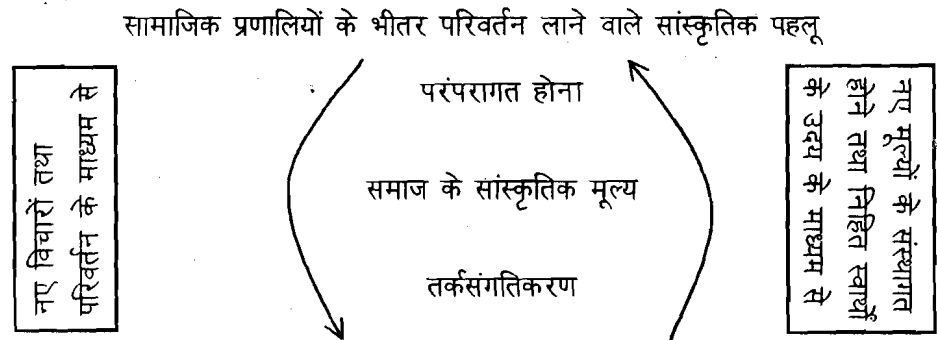 सामाजिक प्रणालियों के भीतर परिवर्तन लाने वाले सांस्कृतिक पहलू
नए विचारों तथा
परिवर्तन के माध्यम से
परंपरागत होना
समाज के सांस्कृतिक मूल्य
तर्कसंगतिकरण
नए मूल्यों के संस्थागत
होने तथा निहित स्वार्थों
के उदय के माध्यम से